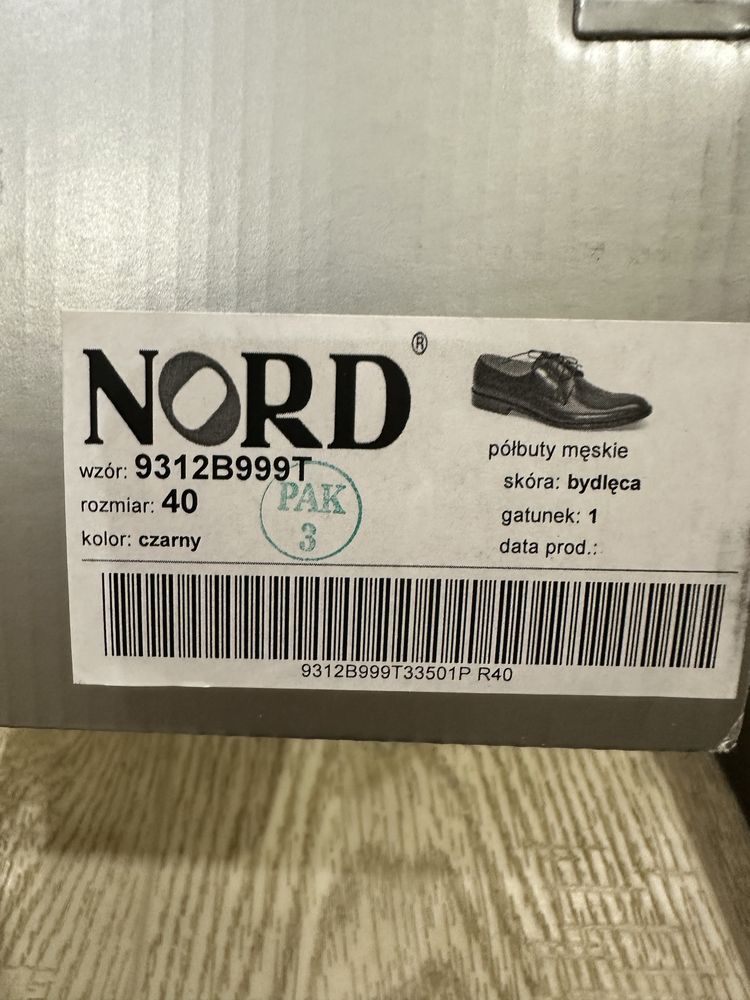 NORD ®
wzór: 9312B999T
rozmiar: 40
kolor: czarny
PAK
3
półbuty męskie
skóra: bydlęca
gatunek: 1
data prod.:
9312B999T33501P R40